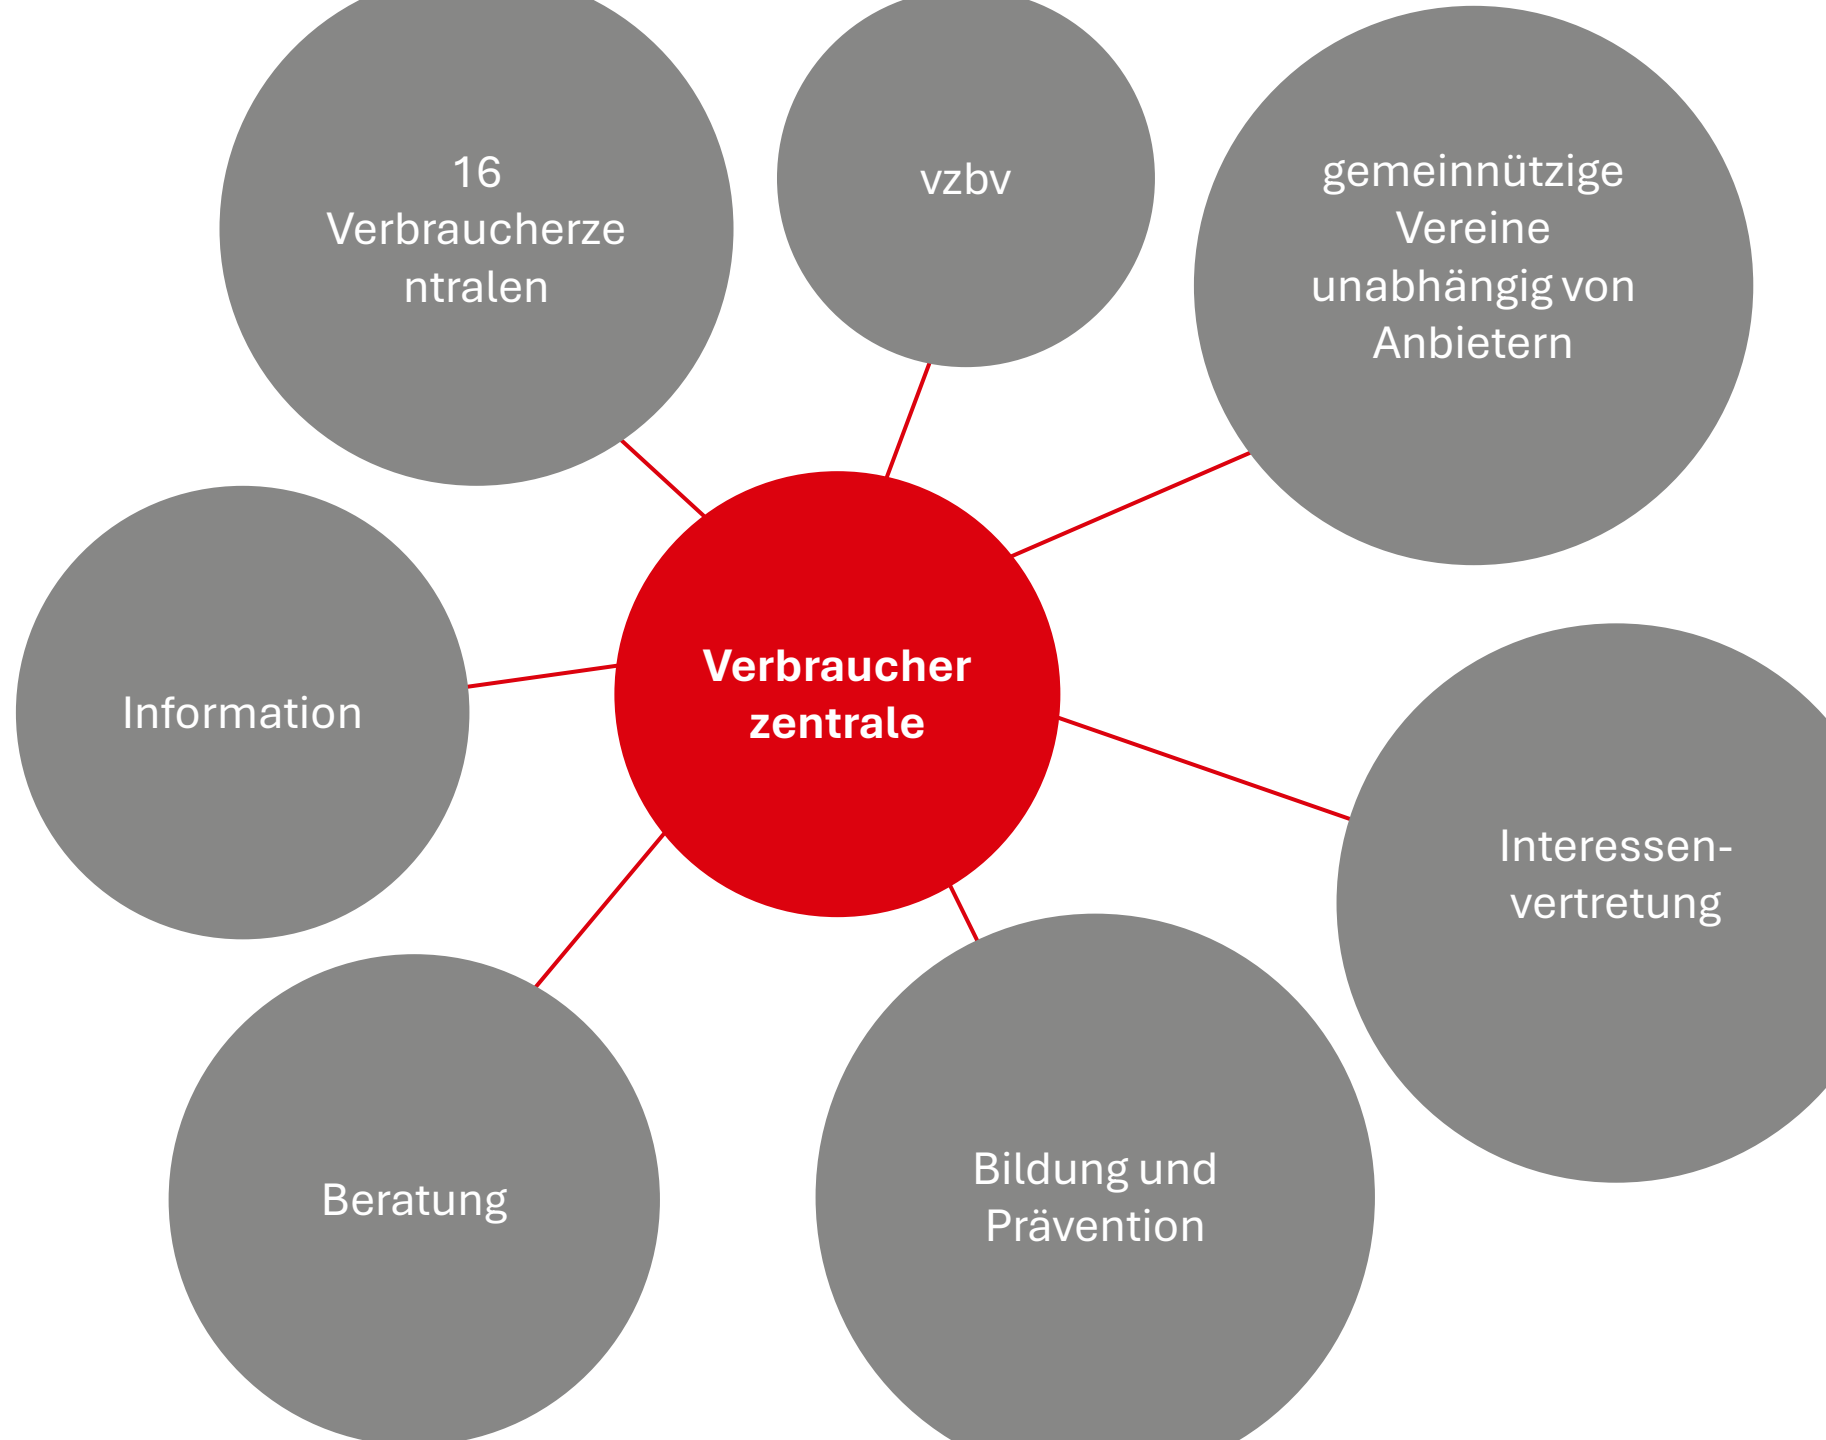 16
Verbraucherze
ntralen
vzbv
gemeinnützige
Vereine
unabhängig von
Anbietern
Information
Verbraucher
zentrale
Interessen-
vertretung
Beratung
Bildung und
Prävention